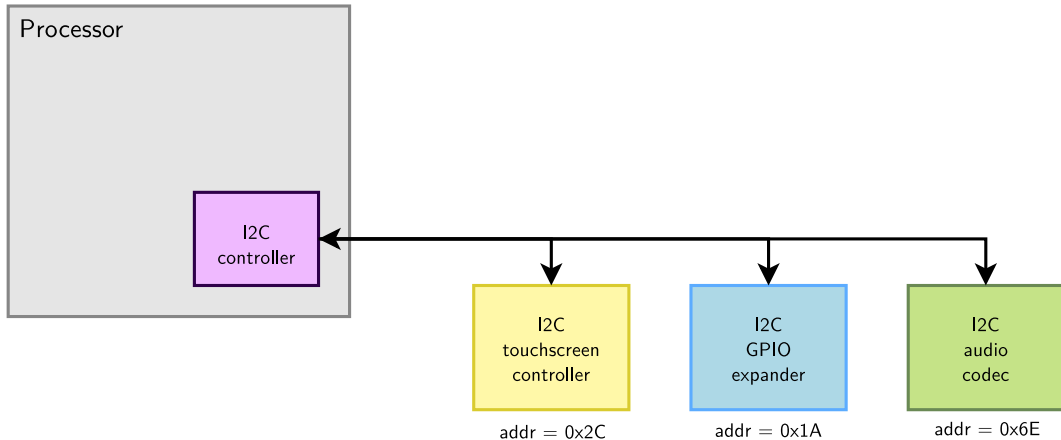 Processor
I2C
controller
I2C
touchscreen
controller
I2C
GPIO
expander
I2C
audio
codec
addr = 0x2C
addr = 0x1A
addr = 0x6E